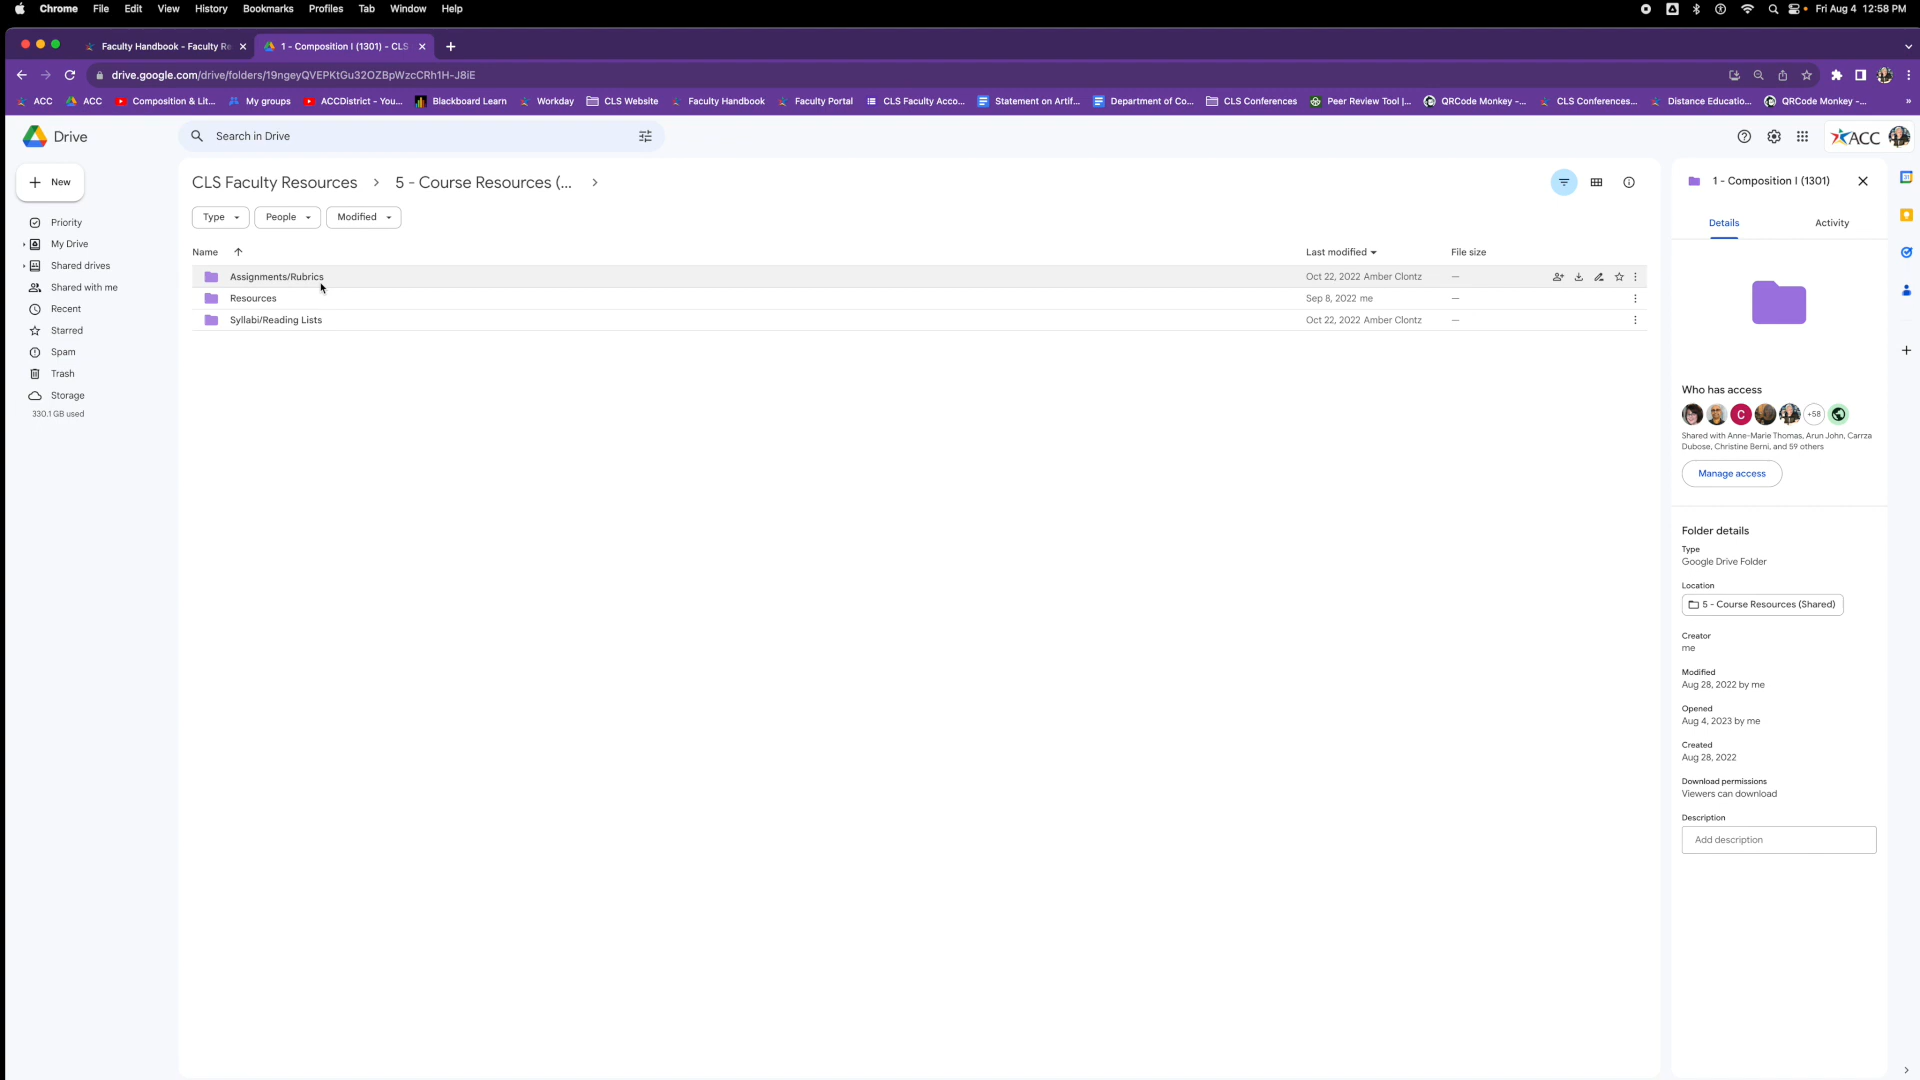 Chrome File Edit View History Bookmarks Profiles Tab Window Help
Fri Aug 4 12:58 PM
Faculty Handbook - Faculty Re
1 - Composition I (1301) - CLS
drive.google.com/drive/folders/19ngeyQVEPKtGu32OZBpWzcCRh1H-J8iE
ACC ACC Composition & Lit... My groups ACCDistrict - You... Blackboard Learn Workday CLS Website Faculty Handbook Faculty Portal CLS Faculty Acco... Statement on Artif... Department of Co... CLS Conferences Peer Review Tool |... QRCode Monkey -... CLS Conferences... Distance Educatio... QRCode Monkey -... »
Drive
Search in Drive
ACC
New
Priority
My Drive
Shared drives
Shared with me
Recent
Starred
Spam
Trash
Storage
330.1 GB used
CLS Faculty Resources > 5 - Course Resources (... >
Type People Modified
Name Last modified File size
Assignments/Rubrics Oct 22, 2022 Amber Clontz —
Resources Sep 8, 2022 me —
Syllabi/Reading Lists Oct 22, 2022 Amber Clontz —
1 - Composition I (1301)
Details Activity
Who has access
C +58
Shared with Anne-Marie Thomas, Arun John, Carrza
Dubose, Christine Berni, and 59 others
Manage access
Folder details
Type
Google Drive Folder
Location
5 - Course Resources (Shared)
Creator
me
Modified
Aug 28, 2022 by me
Opened
Aug 4, 2023 by me
Created
Aug 28, 2022
Download permissions
Viewers can download
Description
Add description